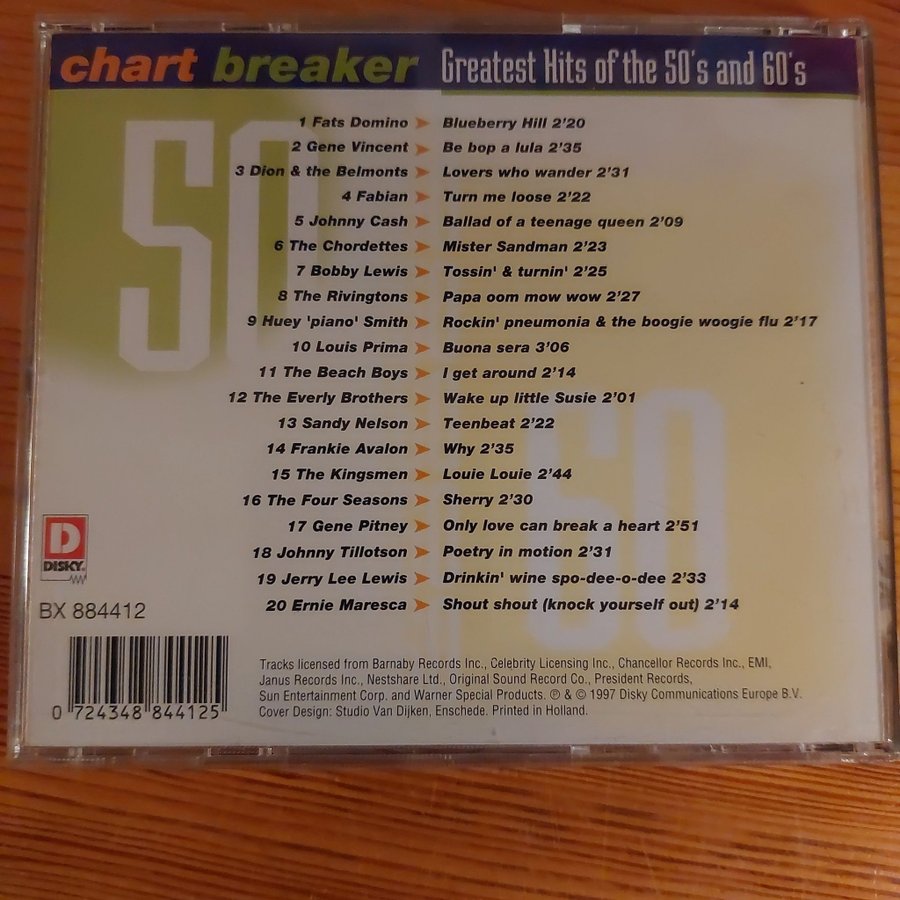 chart breaker Greatest Hits of the 50's and 60's
50
1 Fats Domino ➤ Blueberry Hill 2'20
2 Gene Vincent ➤ Be bop a lula 2'35
3 Dion & the Belmonts ➤ Lovers who wander 2'31
4 Fabian ➤ Turn me loose 2'22
5 Johnny Cash ➤ Ballad of a teenage queen 2'09
6 The Chordettes ➤ Mister Sandman 2'23
7 Bobby Lewis ➤ Tossin' & turnin' 2'25
8 The Rivingtons ➤ Papa oom mow wow 2'27
9 Huey 'piano' Smith ➤ Rockin' pneumonia & the boogie woogie flu 2'17
10 Louis Prima ➤ Buona sera 3'06
11 The Beach Boys ➤ I get around 2'14
12 The Everly Brothers ➤ Wake up little Susie 2'01
13 Sandy Nelson ➤ Teenbeat 2'22
14 Frankie Avalon ➤ Why 2'35
15 The Kingsmen ➤ Louie Louie 2'44
16 The Four Seasons ➤ Sherry 2'30
17 Gene Pitney ➤ Only love can break a heart 2'51
18 Johnny Tillotson ➤ Poetry in motion 2'31
19 Jerry Lee Lewis ➤ Drinkin' wine spo-dee-o-dee 2'33
20 Ernie Maresca ➤ Shout shout (knock yourself out) 2'14
60
D
DISKY
BX 884412
0 724348 844125
Tracks licensed from Barnaby Records Inc., Celebrity Licensing Inc., Chancellor Records Inc., EMI,
Janus Records Inc., Nestshare Ltd., Original Sound Record Co., President Records,
Sun Entertainment Corp. and Warner Special Products. ℗ & © 1997 Disky Communications Europe B.V.
Cover Design: Studio Van Dijken, Enschede. Printed in Holland.